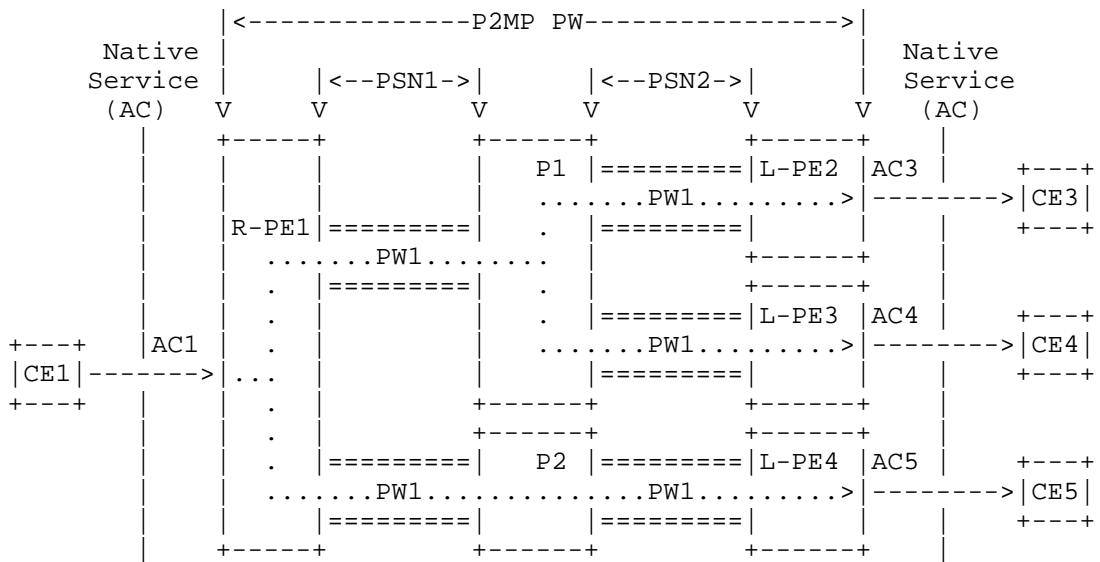 |<--------------P2MP PW---------------->|
Native | | Native
Service | |<--PSN1->| |<--PSN2->| | Service
(AC) V V V V V V (AC)
| +-----+ +------+ +------+ |
| | | | P1 |=========|L-PE2 |AC3 | +---+
| | | | .......PW1.........>|-------->|CE3|
| |R-PE1|=========| . |=========| | | +---+
| | .......PW1........ | +------+ |
| | . |=========| . | +------+ |
| | . | | . |=========|L-PE3 |AC4 | +---+
+---+ |AC1 | . | | .......PW1.........>|-------->|CE4|
|CE1|------->|... | | |=========| | | +---+
+---+ | | . | +------+ +------+ |
| | . | +------+ +------+ |
| | . |=========| P2 |=========|L-PE4 |AC5 | +---+
| | .......PW1..............PW1.........>|-------->|CE5|
| | |=========| |=========| | | +---+
| +-----+ +------+ +------+ |